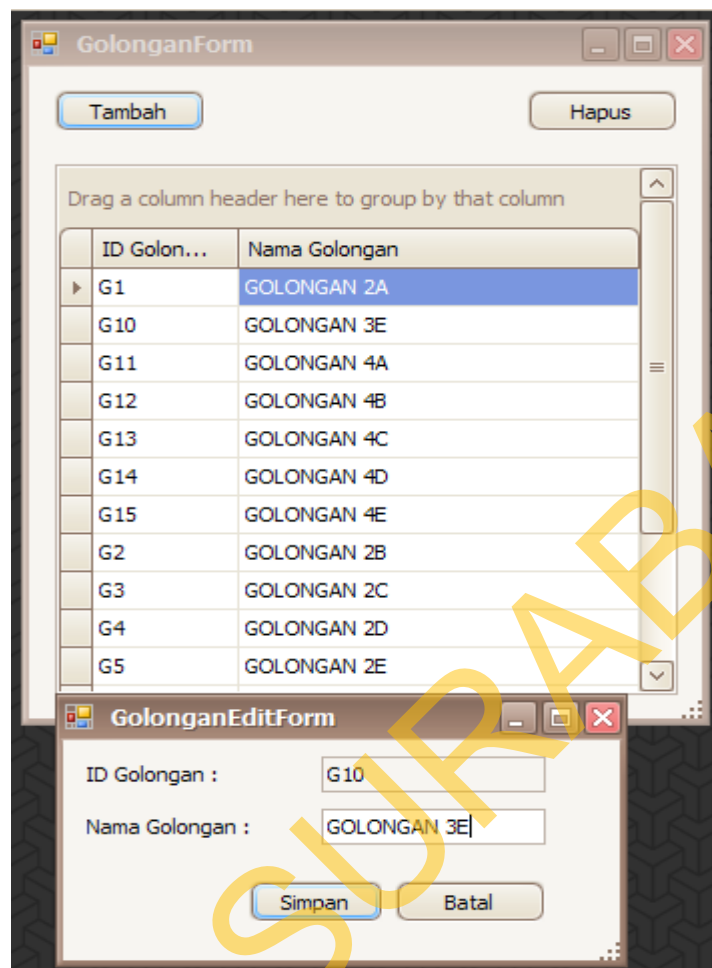 GolonganForm
Tambah Hapus
Drag a column header here to group by that column
ID Golon... Nama Golongan
G1 GOLONGAN 2A
G10 GOLONGAN 3E
G11 GOLONGAN 4A
G12 GOLONGAN 4B
G13 GOLONGAN 4C
G14 GOLONGAN 4D
G15 GOLONGAN 4E
G2 GOLONGAN 2B
G3 GOLONGAN 2C
G4 GOLONGAN 2D
G5 GOLONGAN 2E
GolonganEditForm
ID Golongan : G10
Nama Golongan : GOLONGAN 3E
Simpan Batal
SURAB